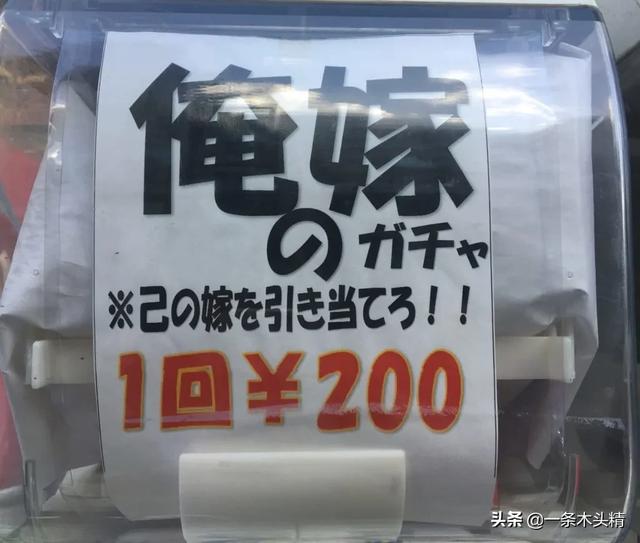 俺の嫁
ガチャ
※己の嫁を引き当てろ！！
1回￥200
头条 @一条木头精